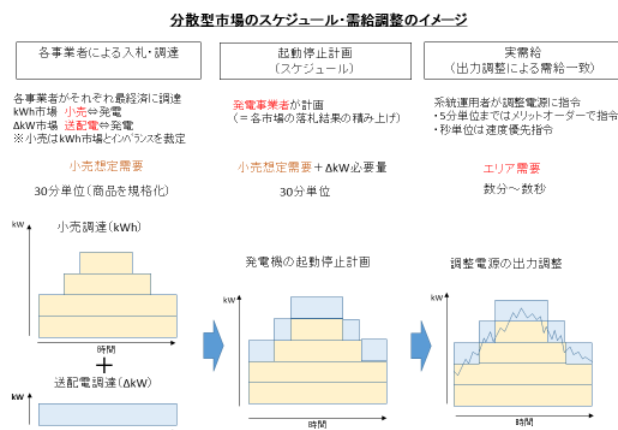 分散型市場のスケジュール・需給調整のイメージ
各事業者による入札・調達
各事業者がそれぞれ最経済に調達
kWh市場 小売⇔発電
ΔkW市場 送配電⇔発電
※小売はkWh市場とインバランスを裁定
小売想定需要
30分単位(商品を規格化)
小売調達(kWh)
kW
時間
+
送配電調達(ΔkW)
kW
起動停止計画
(スケジュール)
発電事業者が計画
(=各市場の落札結果の積み上げ)
小売想定需要+ΔkW必要量
30分単位
発電機の起動停止計画
kW
時間
実需給
(出力調整による需給一致)
系統運用者が調整電源に指令
・5分単位まではメリットオーダーで指令
・秒単位は速度優先指令
エリア需要
数分~数秒
調整電源の出力調整
kW
時間